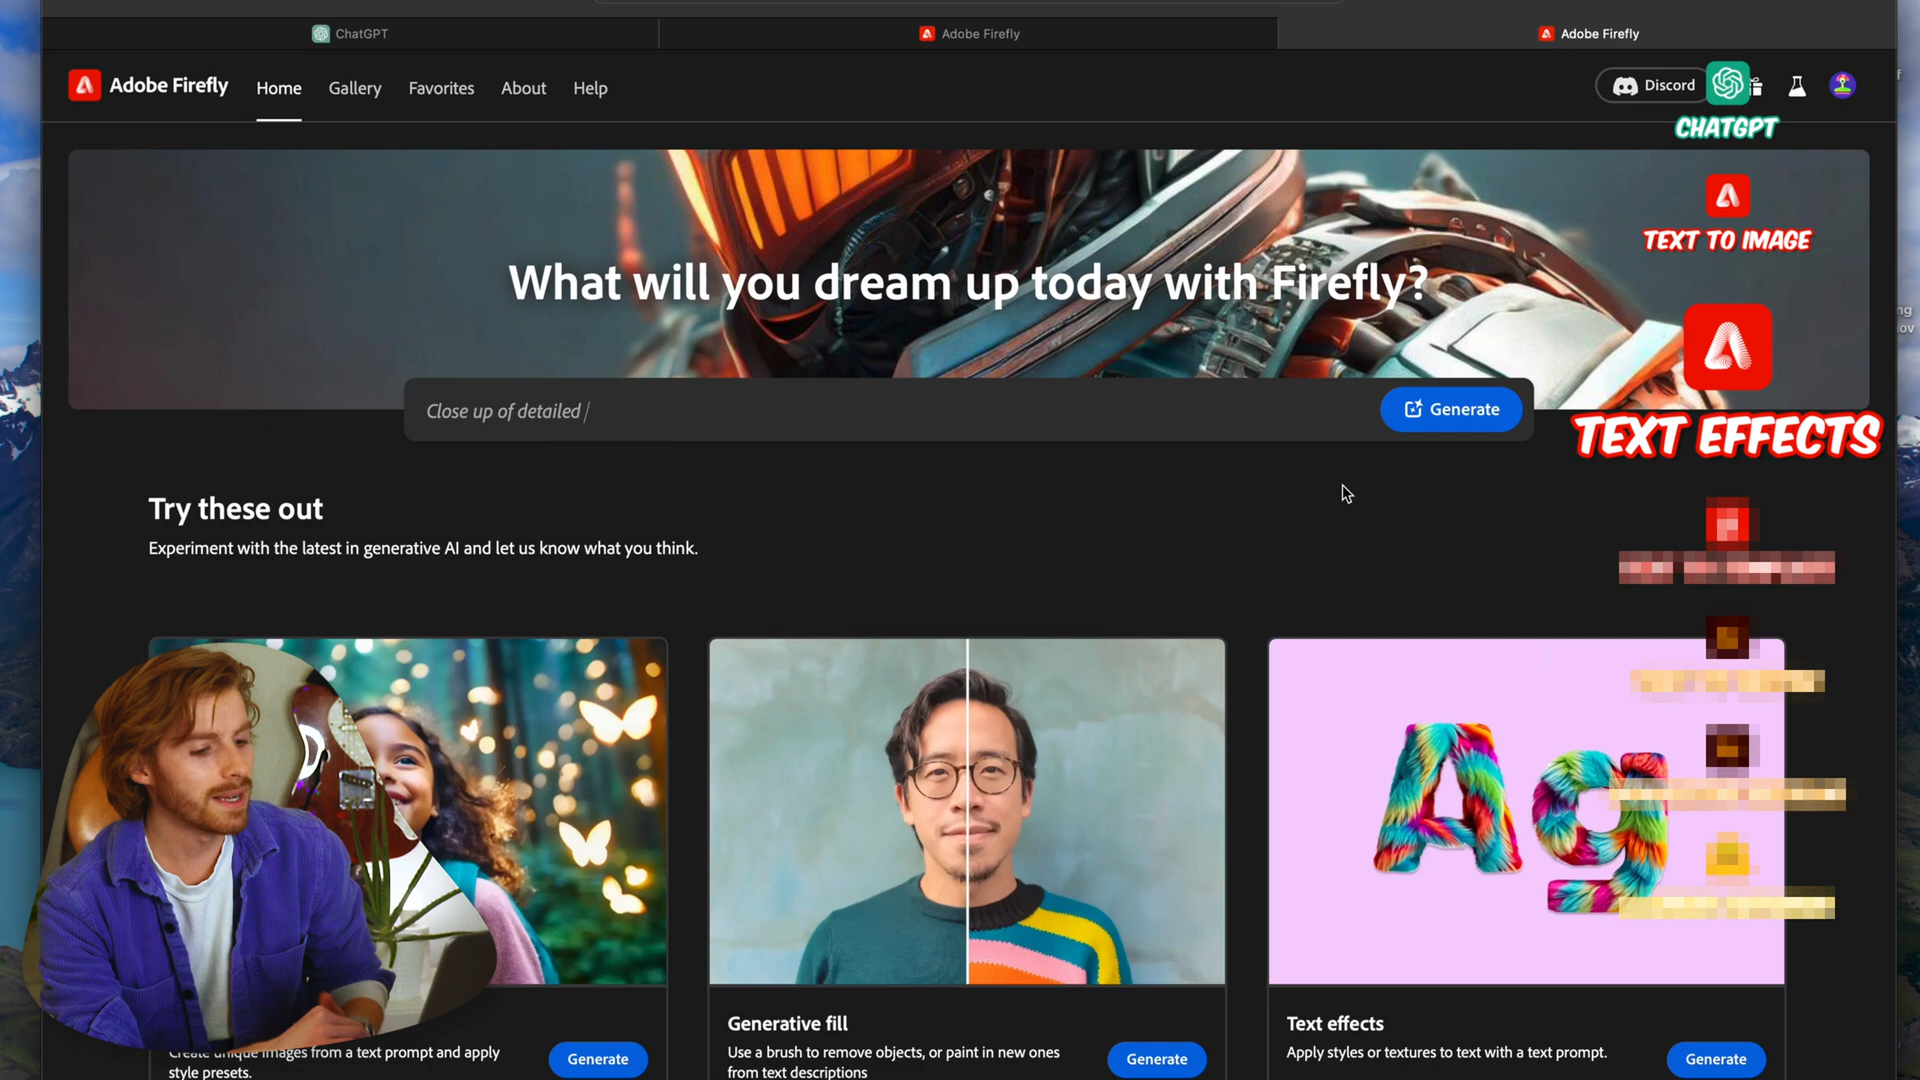 ChatGPT
Adobe Firefly
Adobe Firefly
Adobe Firefly
Home
Gallery
Favorites
About
Help
Discord
CHATGPT
TEXT TO IMAGE
What will you dream up today with Firefly?
Close up of detailed /
Generate
TEXT EFFECTS
Try these out
Experiment with the latest in generative AI and let us know what you think.
Ag
Generative fill
Text effects
Create unique images from a text prompt and apply
style presets.
Generate
Use a brush to remove objects, or paint in new ones
from text descriptions
Generate
Apply styles or textures to text with a text prompt.
Generate